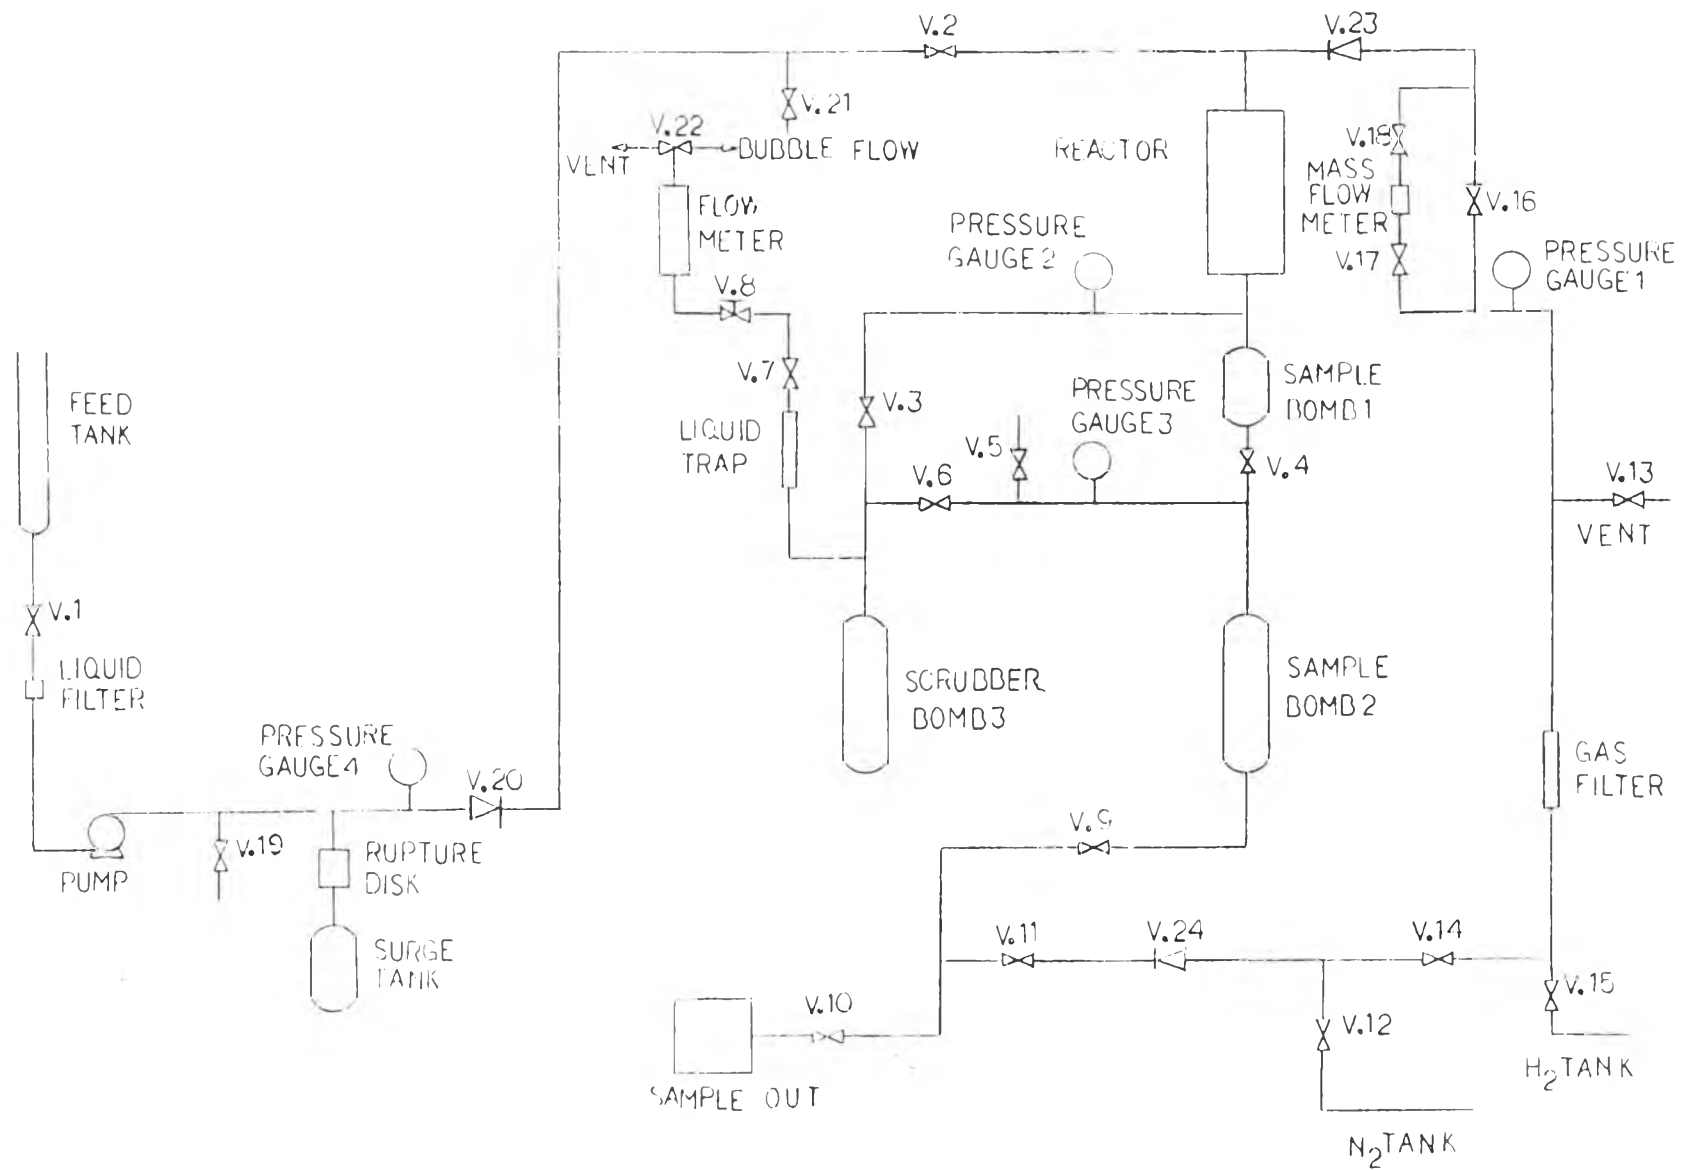 V.2
V.23
V.21
V.22
VENT
BUBBLE FLOW
REACTOR
V.18
MASS
FLOW
METER
V.16
V.17
FLOW
METER
PRESSURE
GAUGE 2
PRESSURE
GAUGE 1
V.8
V.7
V.3
FEED
TANK
LIQUID
TRAP
SAMPLE
BOMB 1
PRESSURE
GAUGE 3
V.5
V.6
V.4
V.13
VENT
V.1
LIQUID
FILTER
SCRUBBER
BOMB 3
SAMPLE
BOMB 2
PRESSURE
GAUGE 4
V.20
GAS
FILTER
V.9
V.19
PUMP
RUPTURE
DISK
SURGE
TANK
V.11
V.24
V.14
V.15
V.10
V.12
SAMPLE OUT
H2 TANK
N2 TANK